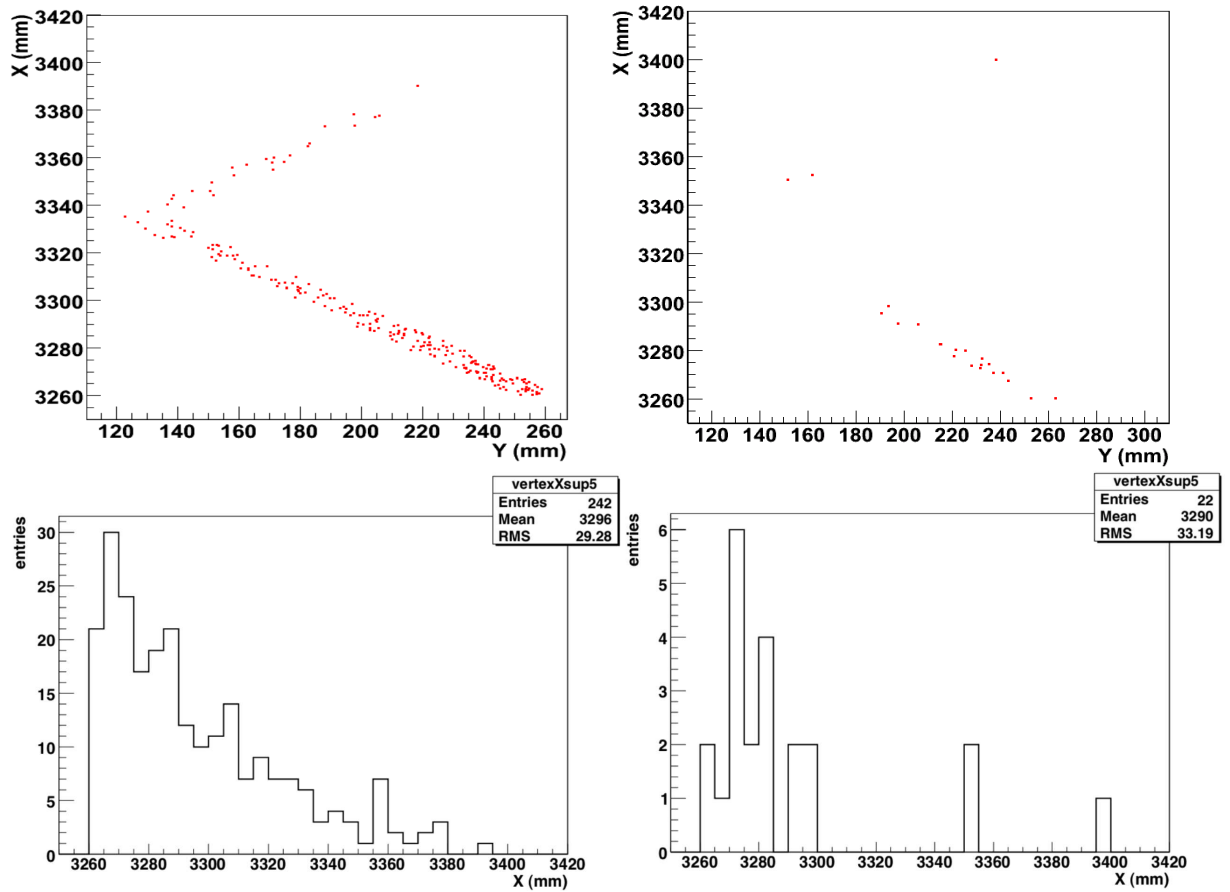 X (mm)
3420
3400
3380
3360
3340
3320
3300
3280
3260
120 140 160 180 200 220 240 260
Y (mm)
X (mm)
3420
3400
3380
3360
3340
3320
3300
3280
3260
120 140 160 180 200 220 240 260 280 300
Y (mm)
vertexXsup5
Entries 242
Mean 3296
RMS 29.28
entries
30
25
20
15
10
5
0
3260 3280 3300 3320 3340 3360 3380 3400 3420
X (mm)
vertexXsup5
Entries 22
Mean 3290
RMS 33.19
entries
6
5
4
3
2
1
0
3260 3280 3300 3320 3340 3360 3380 3400 3420
X (mm)